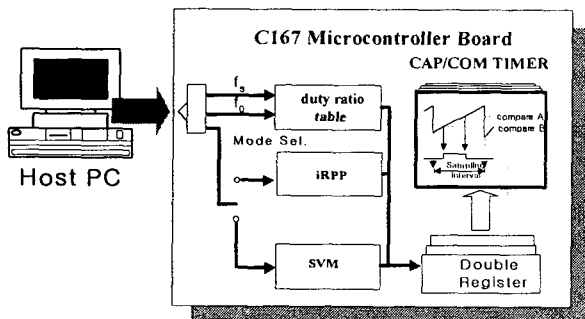 C167 Microcontroller Board
CAP/COM TIMER
fs
f0
duty ratio
table
compare A
compare B
Mode Sel.
Sampling
interval
iRPP
Host PC
SVM
Double
Register